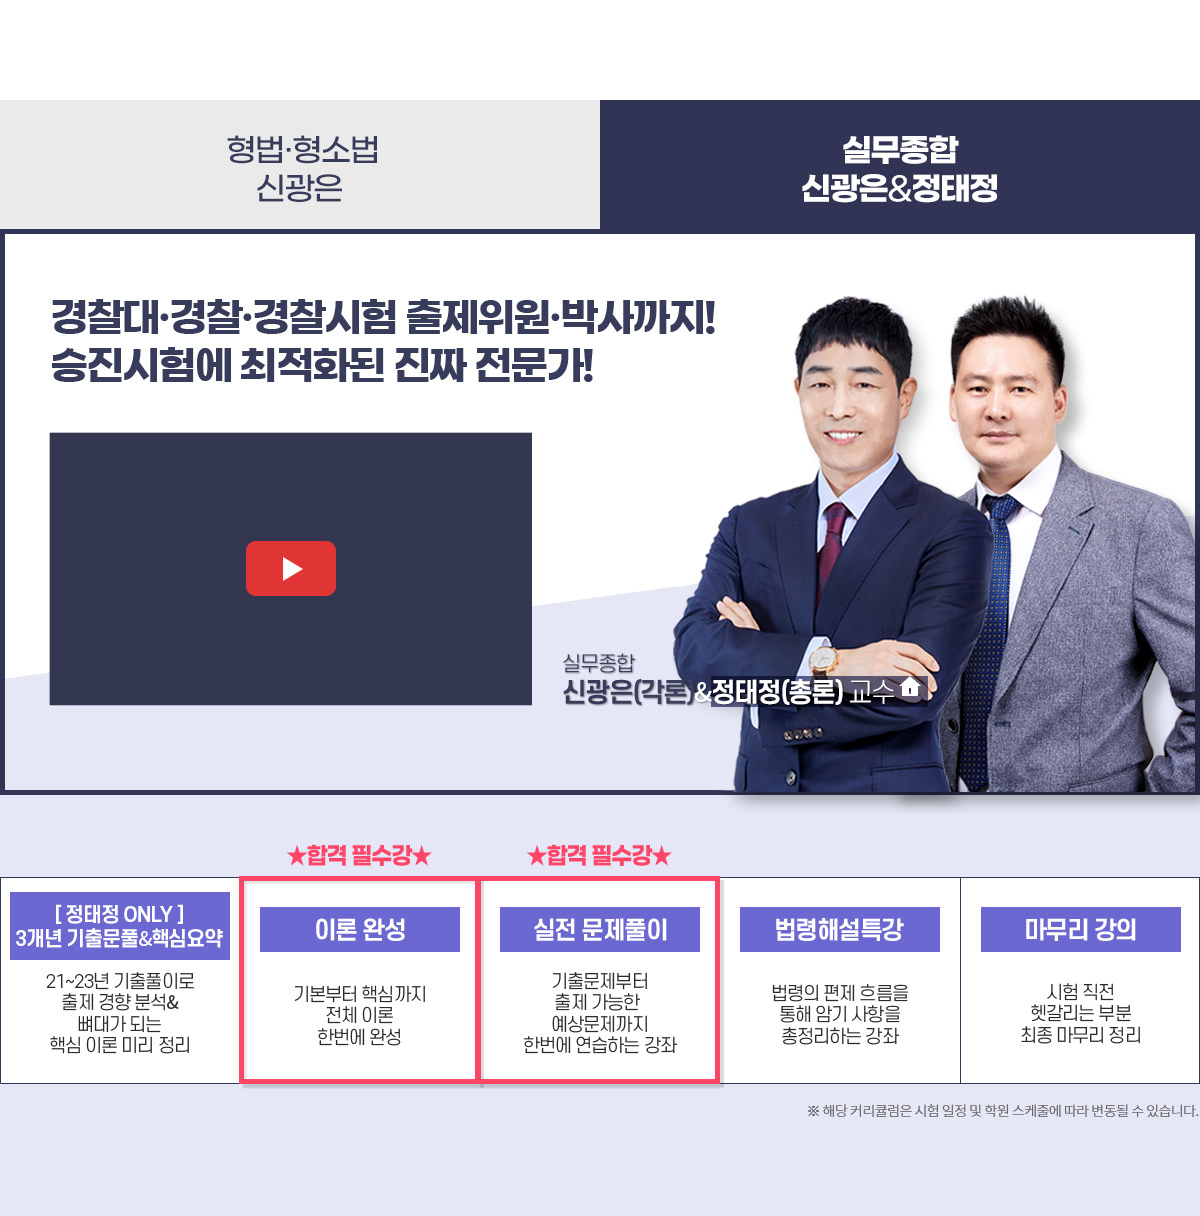 형법·형소법
신광은
실무종합
신광은&정태정
경찰대·경찰·경찰시험 출제위원·박사까지!
승진시험에 최적화된 진짜 전문가!
실무종합
신광은(각론)&정태정(총론) 교수
★합격 필수강★
★합격 필수강★
[ 정태정 ONLY ]
3개년 기출문풀&핵심요약
21~23년 기출풀이로
출제 경향 분석&
뼈대가 되는
핵심 이론 미리 정리
이론 완성
기본부터 핵심까지
전체 이론
한번에 완성
실전 문제풀이
기출문제부터
출제 가능한
예상문제까지
한번에 연습하는 강좌
법령해설특강
법령의 편제 흐름을
통해 암기 사항을
총정리하는 강좌
마무리 강의
시험 직전
헷갈리는 부분
최종 마무리 정리
※ 해당 커리큘럼은 시험 일정 및 학원 스케줄에 따라 변동될 수 있습니다.